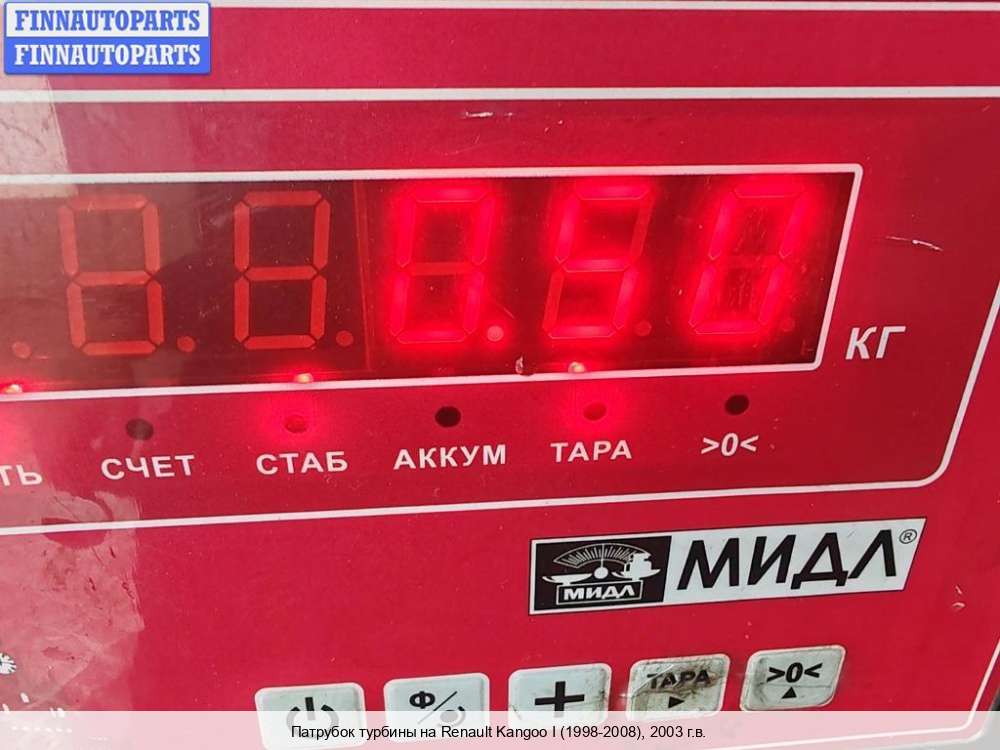 FINNAUTOPARTS
FINNAUTOPARTS
0.50
КГ
ТЬ
СЧЕТ
СТАБ
АККУМ
ТАРА
>0<
МИДЛ
МИДЛ®
Ф/
+
ТАРА
>0<
Патрубок турбины на Renault Kangoo I (1998-2008), 2003 г.в.